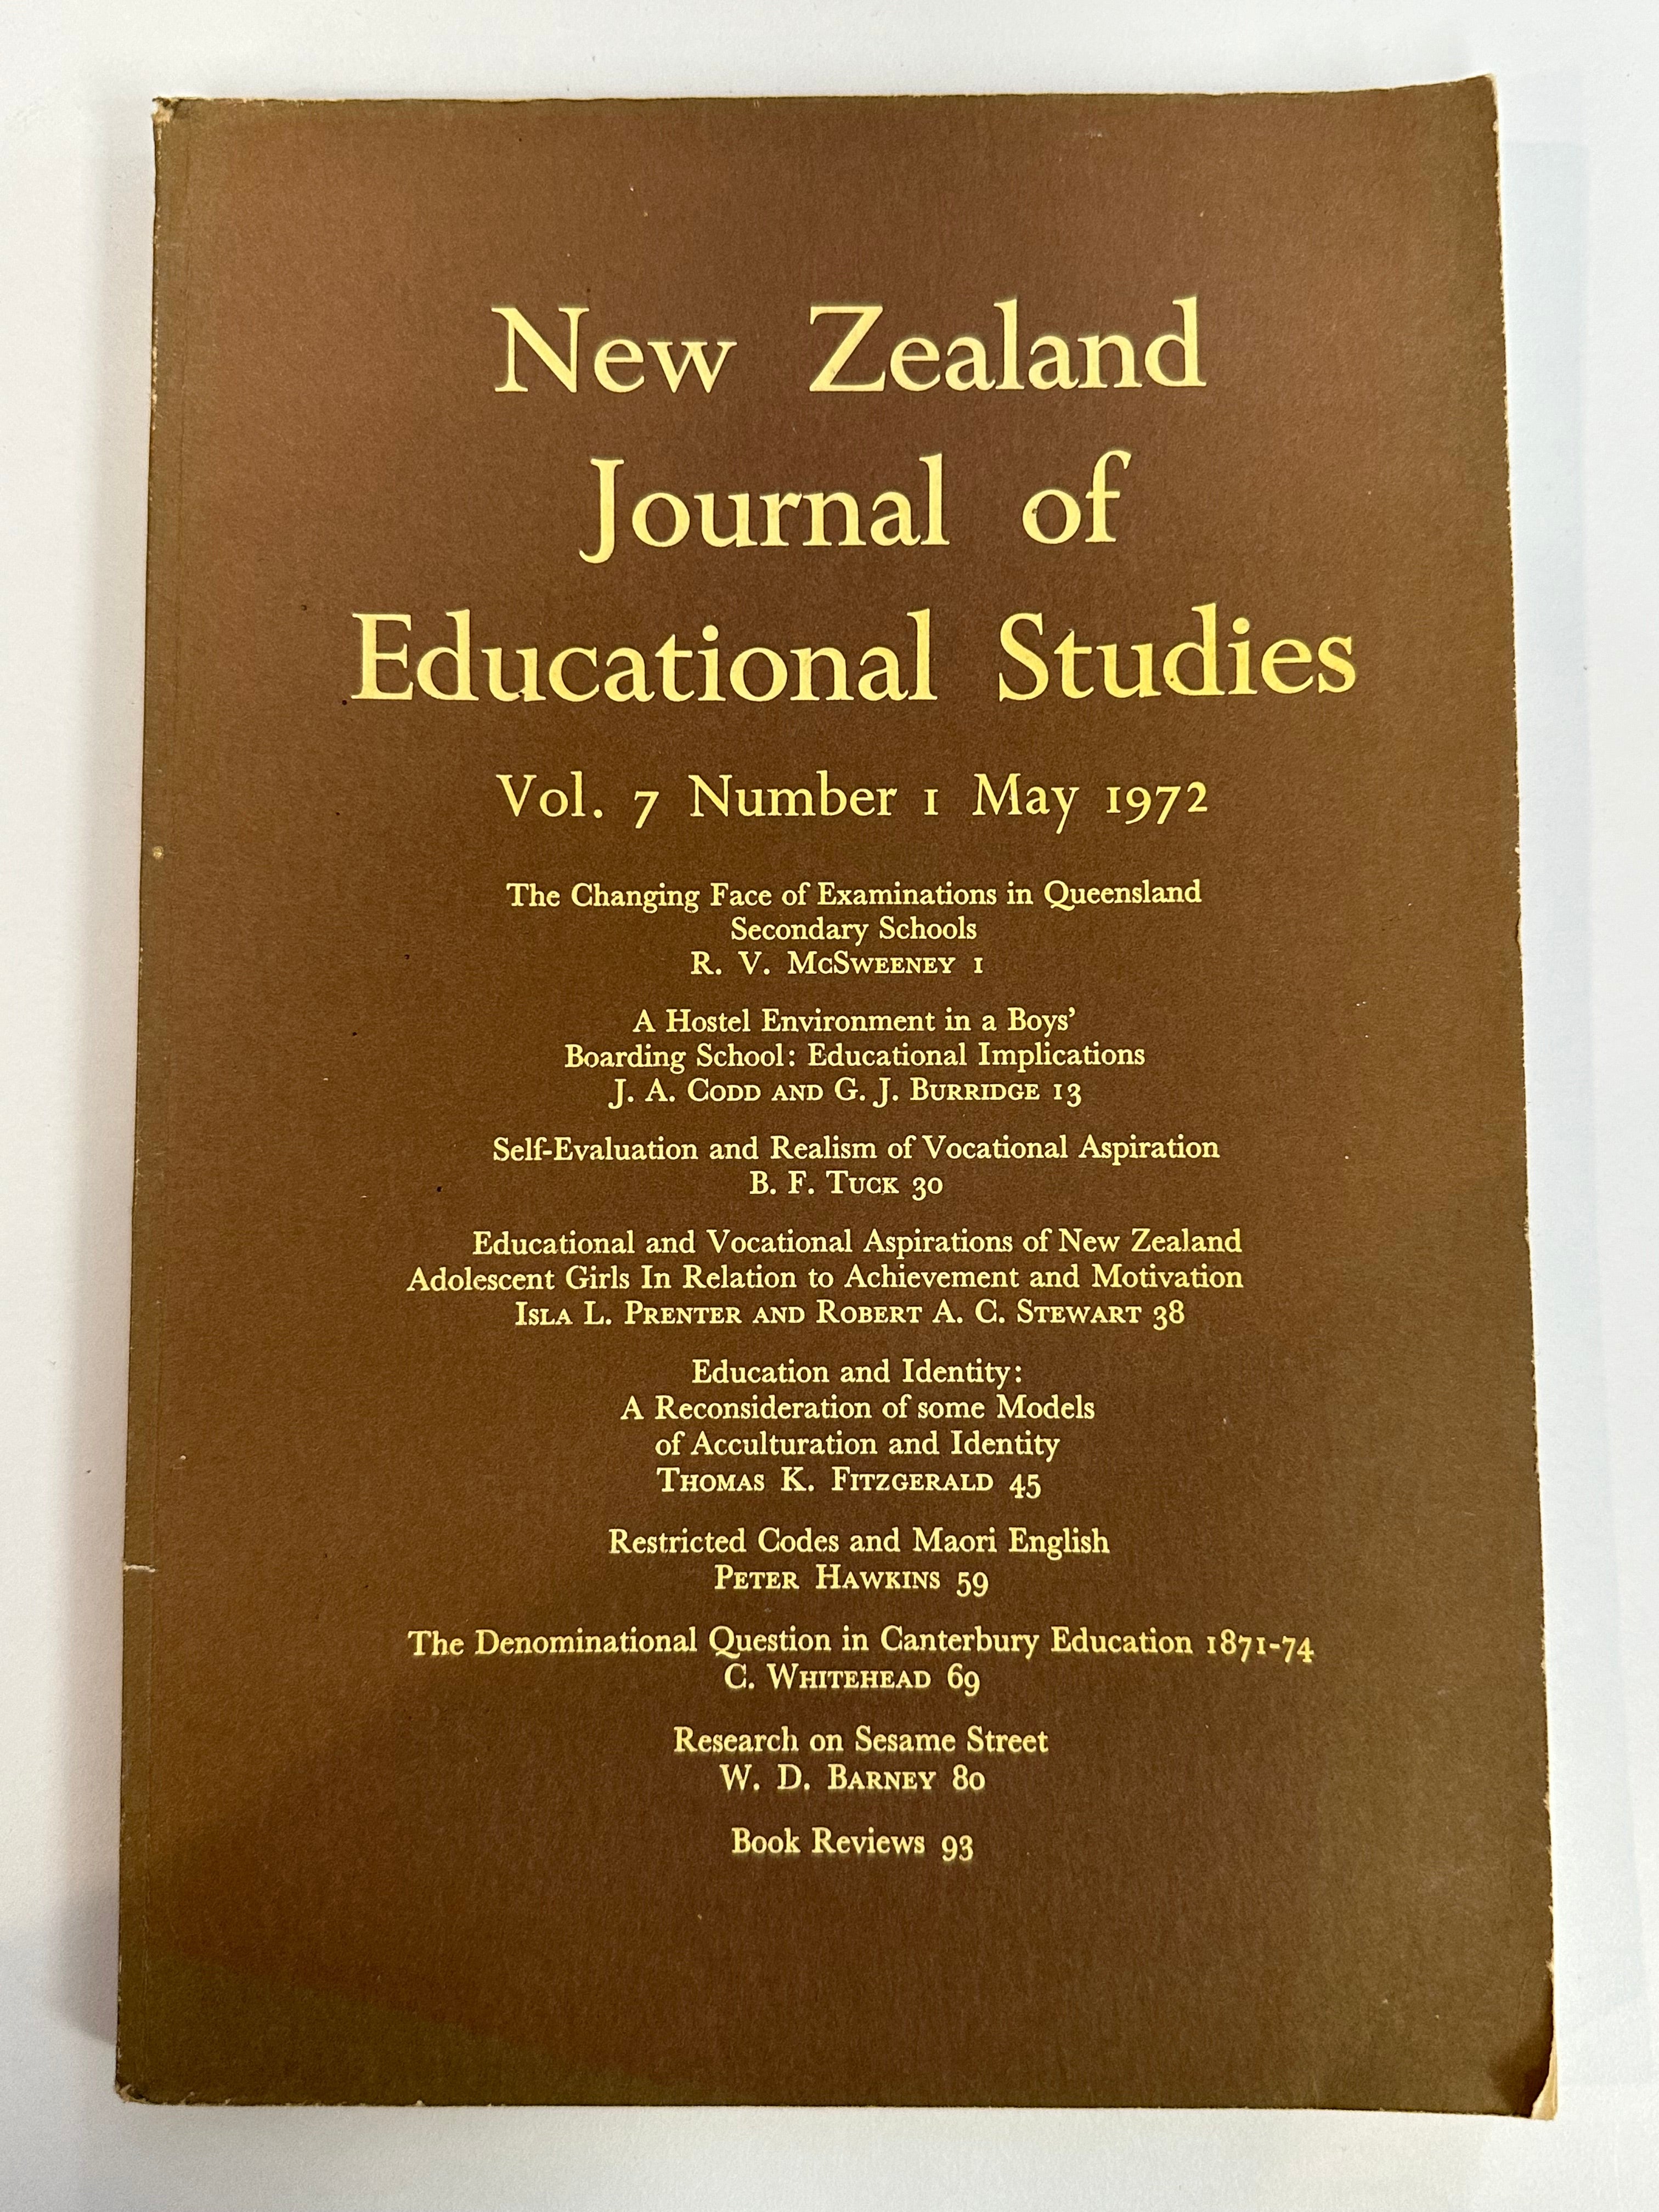 New Zealand
Journal of
Educational Studies
Vol. 7 Number 1 May 1972
The Changing Face of Examinations in Queensland
Secondary Schools
R. V. McSweeney 1
A Hostel Environment in a Boys’
Boarding School: Educational Implications
J. A. Codd and G. J. Burridge 13
Self-Evaluation and Realism of Vocational Aspiration
B. F. Tuck 30
Educational and Vocational Aspirations of New Zealand
Adolescent Girls In Relation to Achievement and Motivation
Isla L. Prenter and Robert A. C. Stewart 38
Education and Identity:
A Reconsideration of some Models
of Acculturation and Identity
Thomas K. Fitzgerald 45
Restricted Codes and Maori English
Peter Hawkins 59
The Denominational Question in Canterbury Education 1871-74
C. Whitehead 69
Research on Sesame Street
W. D. Barney 80
Book Reviews 93